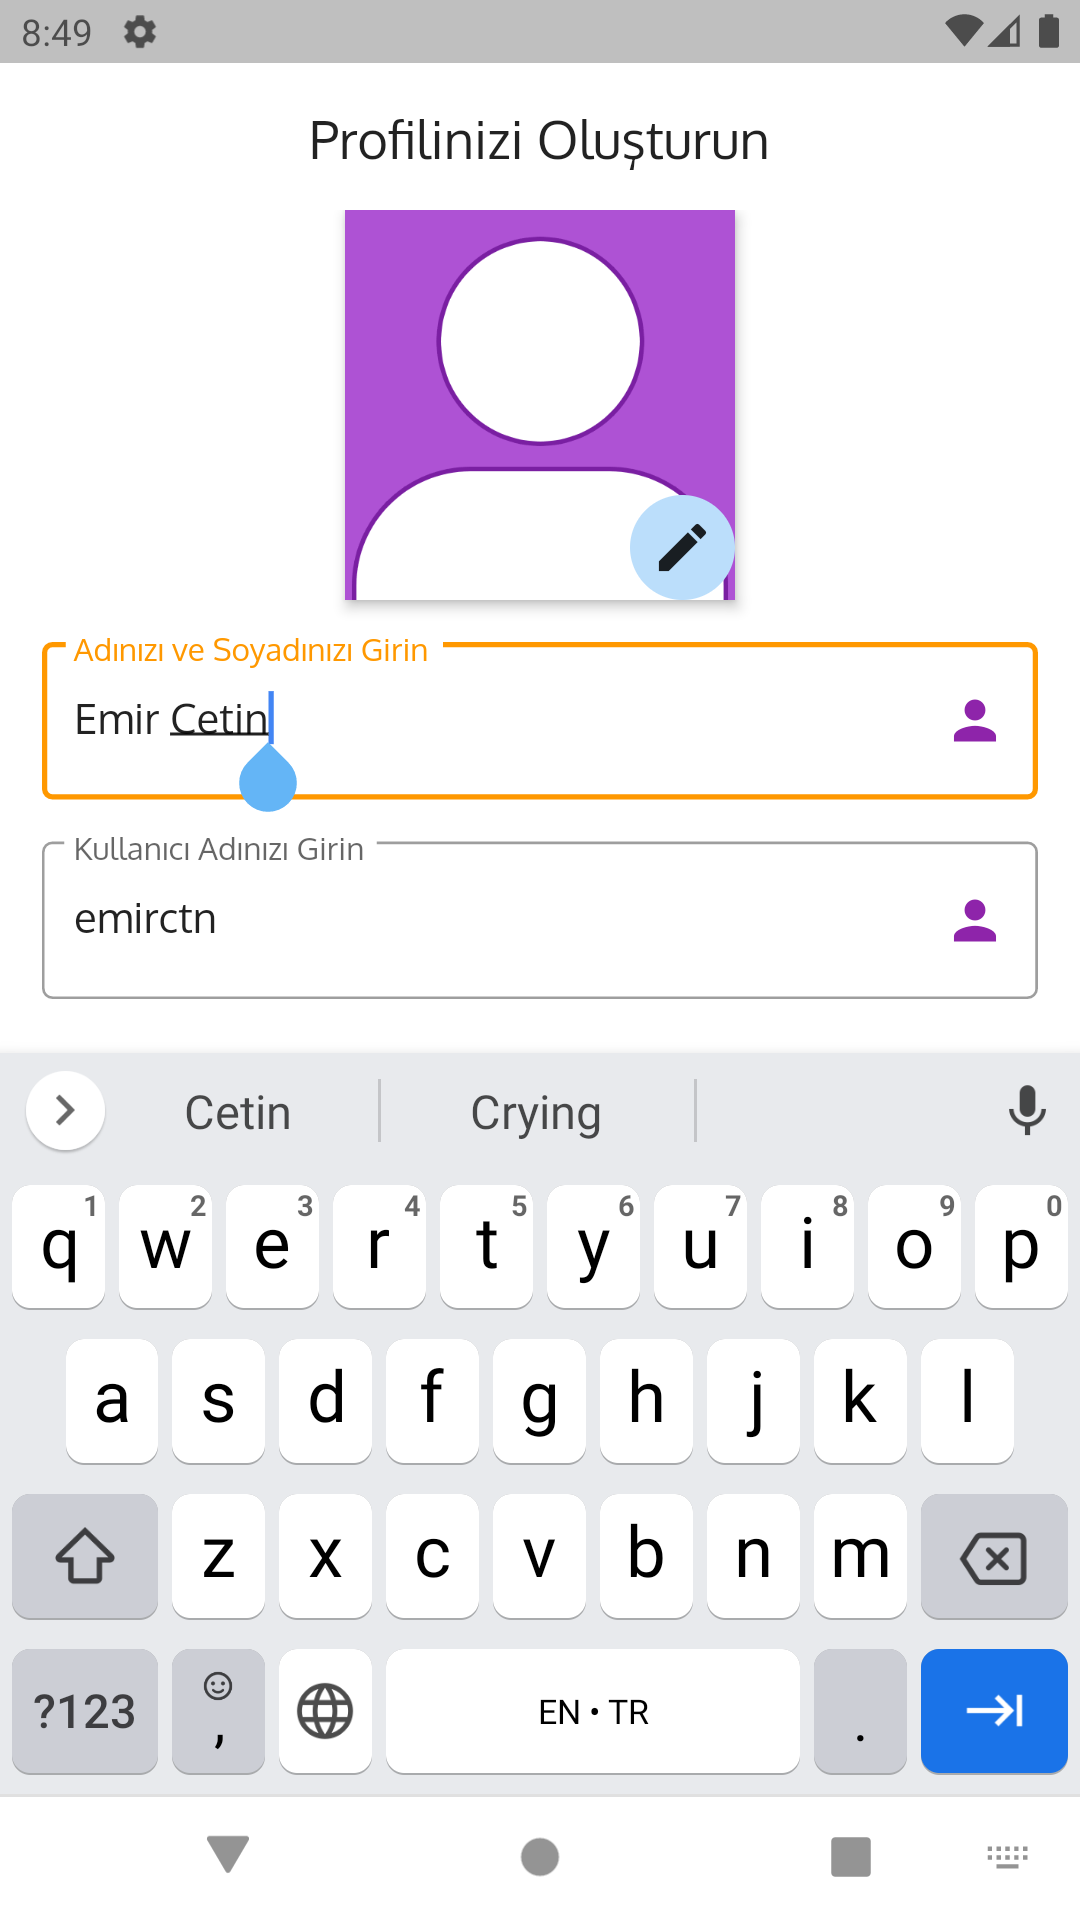 8:49
Profilinizi Oluşturun
Adınızı ve Soyadınızı Girin
Emir Cetin
Kullanıcı Adınızı Girin
emirctn
Cetin Crying
1 2 3 4 5 6 7 8 9 0
q w e r t y u i o p
a s d f g h j k l
z x c v b n m
?123 , EN • TR .